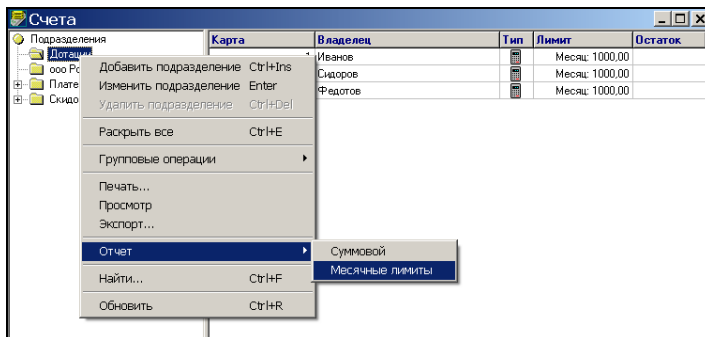 Счета
Подразделения
Карта Владелец Тип Лимит Остаток
Дотации
1 Иванов Месяц: 1000,00
ооо Ро
Сидоров Месяц: 1000,00
Плате
Федотов Месяц: 1000,00
Скидо
Добавить подразделение Ctrl+Ins
Изменить подразделение Enter
Удалить подразделение Ctrl+Del
Раскрыть все Ctrl+E
Групповые операции
Печать...
Просмотр
Экспорт...
Отчет
Суммовой
Месячные лимиты
Найти... Ctrl+F
Обновить Ctrl+R